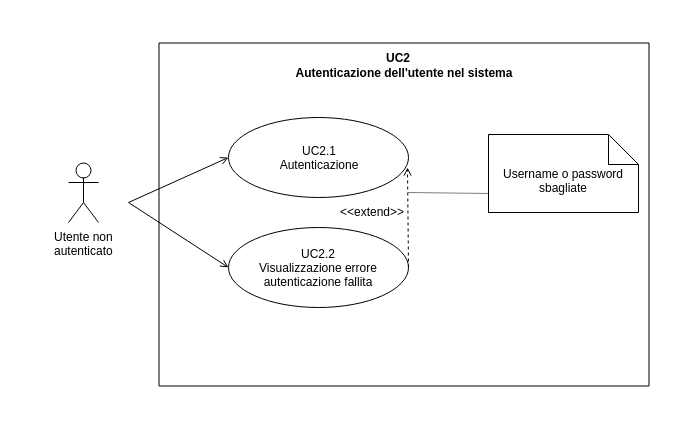 UC2
Autenticazione dell'utente nel sistema
UC2.1
Autenticazione
Username o password
sbagliate
<<extend>>
Utente non
autenticato
UC2.2
Visualizzazione errore
autenticazione fallita